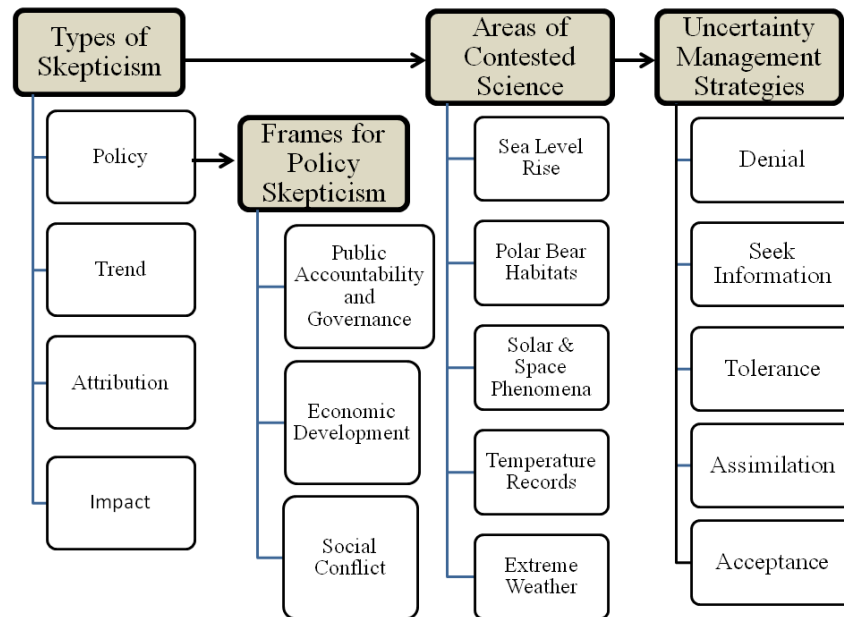 Types of
Skepticism
Policy
Trend
Attribution
Impact
Frames for
Policy
Skepticism
Public
Accountability
and
Governance
Economic
Development
Social
Conflict
Areas of
Contested
Science
Sea Level
Rise
Polar Bear
Habitats
Solar &
Space
Phenomena
Temperature
Records
Extreme
Weather
Uncertainty
Management
Strategies
Denial
Seek
Information
Tolerance
Assimilation
Acceptance